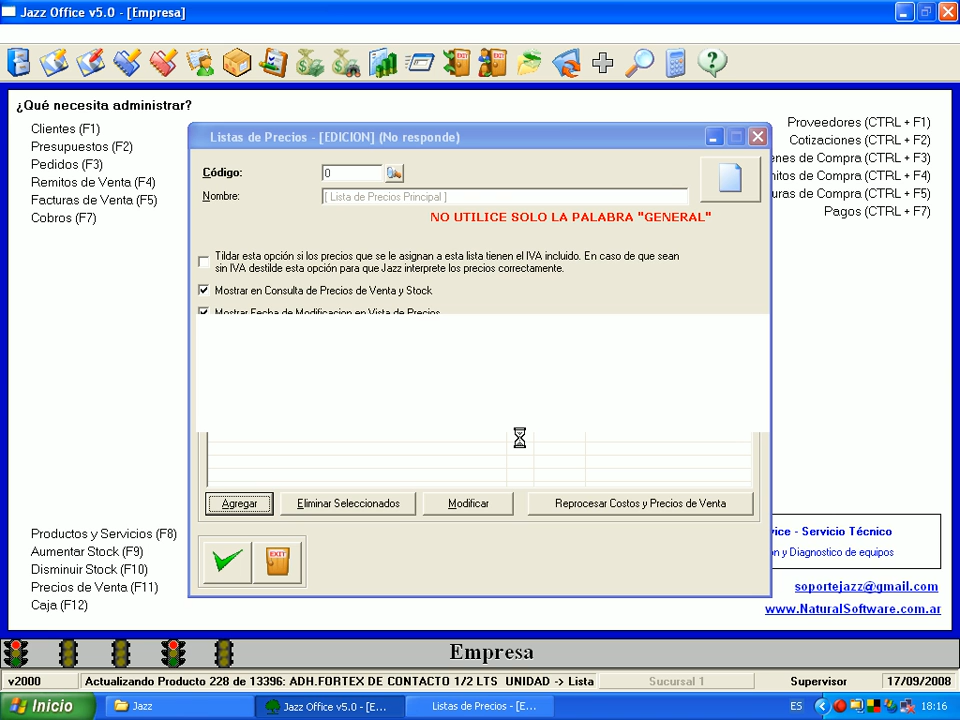 Jazz Office v5.0 - [Empresa]
¿Qué necesita administrar?
Clientes (F1)
Presupuestos (F2)
Pedidos (F3)
Remitos de Venta (F4)
Facturas de Venta (F5)
Cobros (F7)
Proveedores (CTRL + F1)
Cotizaciones (CTRL + F2)
enes de Compra (CTRL + F3)
mitos de Compra (CTRL + F4)
uras de Compra (CTRL + F5)
Pagos (CTRL + F7)
Listas de Precios - [EDICION] (No responde)
Código:
0
Nombre:
[ Lista de Precios Principal ]
NO UTILICE SOLO LA PALABRA "GENERAL"
Tildar esta opción si los precios que se le asignan a esta lista tienen el IVA incluido. En caso de que sean
sin IVA destilde esta opción para que Jazz interprete los precios correctamente.
Mostrar en Consulta de Precios de Venta y Stock
Mostrar Fecha de Modificacion en Vista de Precios
Agregar
Eliminar Seleccionados
Modificar
Reprocesar Costos y Precios de Venta
EXIT
Productos y Servicios (F8)
Aumentar Stock (F9)
Disminuir Stock (F10)
Precios de Venta (F11)
Caja (F12)
vice - Servicio Técnico
on y Diagnostico de equipos
soportejazz@gmail.com
www.NaturalSoftware.com.ar
Empresa
v2000
Actualizando Producto 228 de 13396: ADH.FORTEX DE CONTACTO 1/2 LTS UNIDAD -> Lista
Sucursal 1
Supervisor
17/09/2008
Inicio
Jazz
Jazz Office v5.0 - [E...
Listas de Precios - [E...
ES
18:16